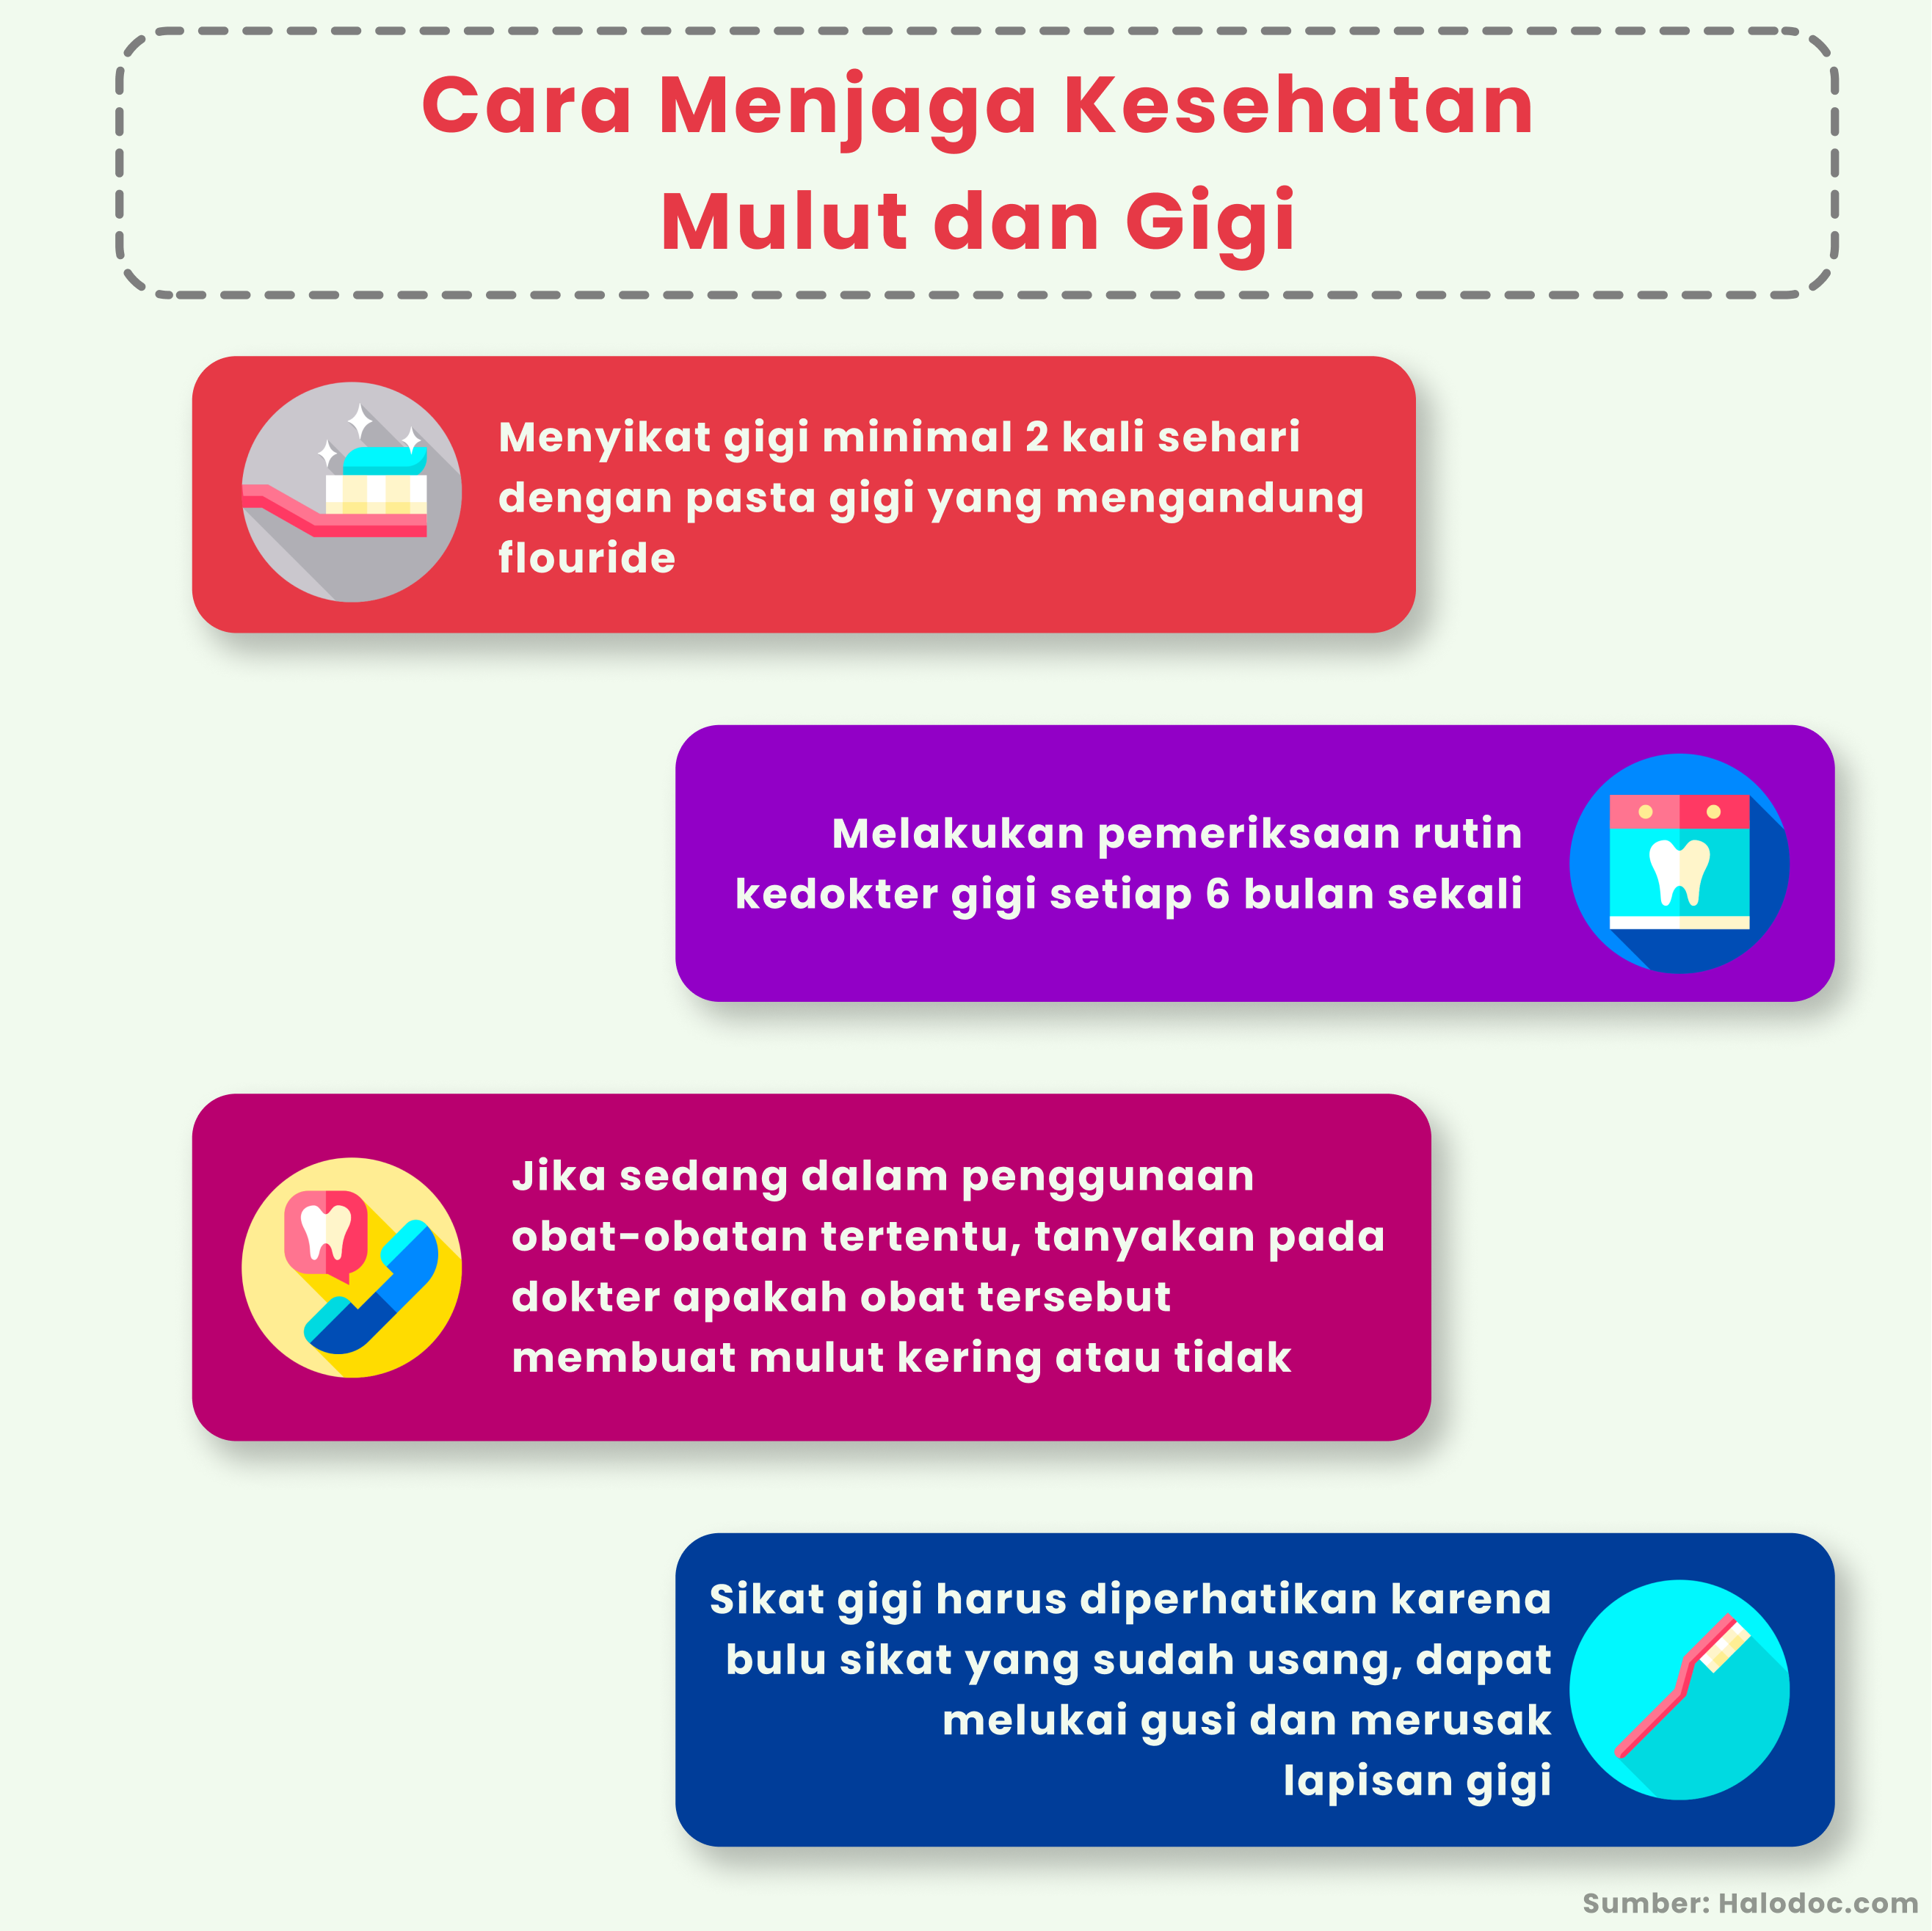 Cara Menjaga Kesehatan
Mulut dan Gigi
Menyikat gigi minimal 2 kali sehari
dengan pasta gigi yang mengandung
flouride
Melakukan pemeriksaan rutin
kedokter gigi setiap 6 bulan sekali
Jika sedang dalam penggunaan
obat-obatan tertentu, tanyakan pada
dokter apakah obat tersebut
membuat mulut kering atau tidak
Sikat gigi harus diperhatikan karena
bulu sikat yang sudah usang, dapat
melukai gusi dan merusak
lapisan gigi
Sumber: Halodoc.com